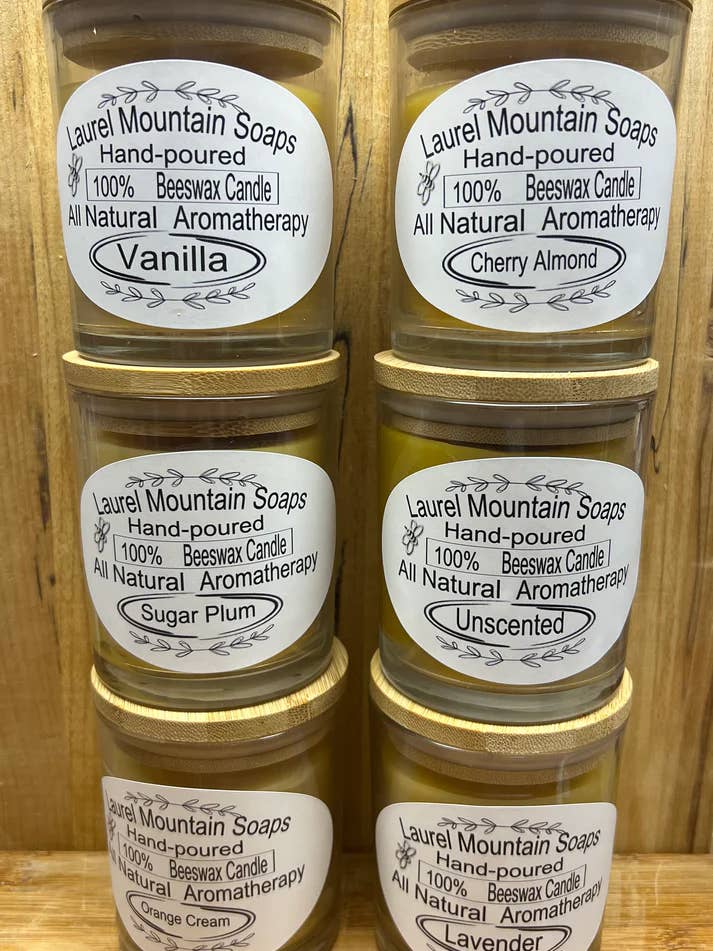 Laurel Mountain Soaps
Hand-poured
100% Beeswax Candle
All Natural Aromatherapy
Vanilla
Laurel Mountain Soaps
Hand-poured
100% Beeswax Candle
All Natural Aromatherapy
Cherry Almond
Laurel Mountain Soaps
Hand-poured
100% Beeswax Candle
All Natural Aromatherapy
Sugar Plum
Laurel Mountain Soaps
Hand-poured
100% Beeswax Candle
All Natural Aromatherapy
Unscented
Laurel Mountain Soaps
Hand-poured
100% Beeswax Candle
All Natural Aromatherapy
Orange Cream
Laurel Mountain Soaps
Hand-poured
100% Beeswax Candle
All Natural Aromatherapy
Lavender